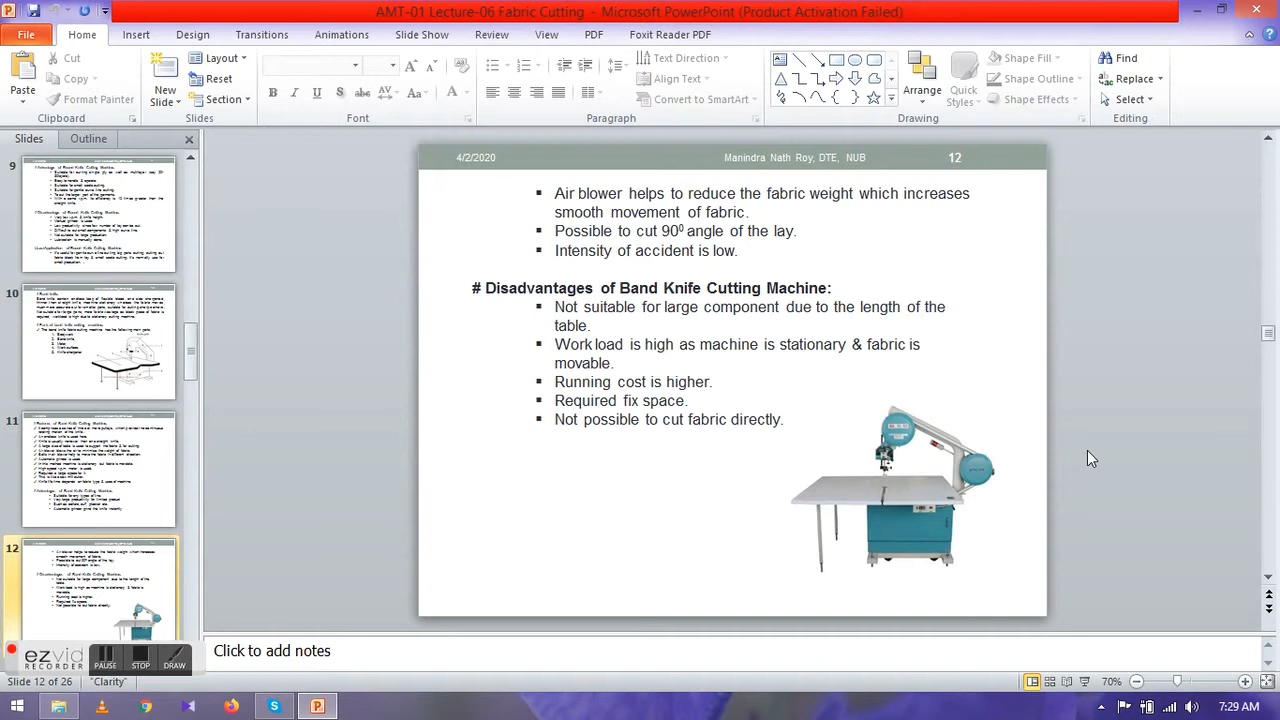 AMT-01 Lecture-06 Fabric Cutting - Microsoft PowerPoint (Product Activation Failed)
File Home Insert Design Transitions Animations Slide Show Review View PDF Foxit Reader PDF
Paste
Cut
Copy
Format Painter
Clipboard
New
Slide
Layout
Reset
Section
Slides
Font
Text Direction
Align Text
Convert to SmartArt
Paragraph
Arrange
Quick
Styles
Shape Fill
Shape Outline
Shape Effects
Drawing
Find
Replace
Select
Editing
Slides Outline
9
10
11
12
4/2/2020 Manindra Nath Roy, DTE, NUB 12
▪ Air blower helps to reduce the fabric weight which increases
smooth movement of fabric.
▪ Possible to cut 90⁰ angle of the lay.
▪ Intensity of accident is low.
# Disadvantages of Band Knife Cutting Machine:
Not suitable for large component due to the length of the
table.
▪ Work load is high as machine is stationary & fabric is
movable.
▪ Running cost is higher.
▪ Required fix space.
Not possible to cut fabric directly.
Click to add notes
ezvid
RECORDER
PAUSE STOP DRAW
Slide 12 of 26 "Clarity" 70%
7:29 AM